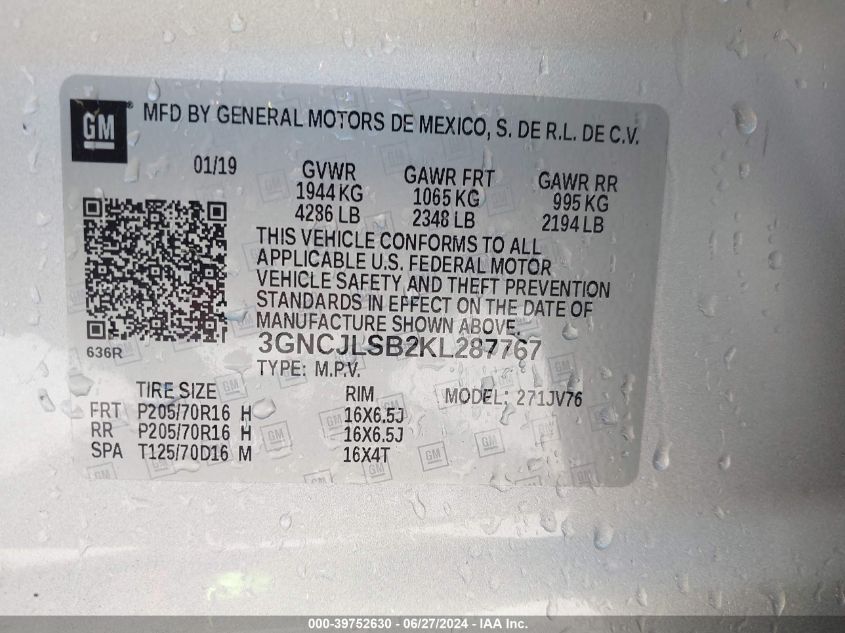 GM MFD BY GENERAL MOTORS DE MEXICO, S. DE R.L. DE C.V.
01/19
GVWR GAWR FRT GAWR RR
1944 KG 1065 KG 995 KG
4286 LB 2348 LB 2194 LB
THIS VEHICLE CONFORMS TO ALL
APPLICABLE U.S. FEDERAL MOTOR
VEHICLE SAFETY AND THEFT PREVENTION
STANDARDS IN EFFECT ON THE DATE OF
MANUFACTURE SHOWN ABOVE.
636R
3GNCJLSB2KL287767
TYPE: M.P.V.
TIRE SIZE RIM MODEL: 271JV76
FRT P205/70R16 H 16X6.5J
RR P205/70R16 H 16X6.5J
SPA T125/70D16 M 16X4T
000-39752630 - 06/27/2024 - IAA Inc.